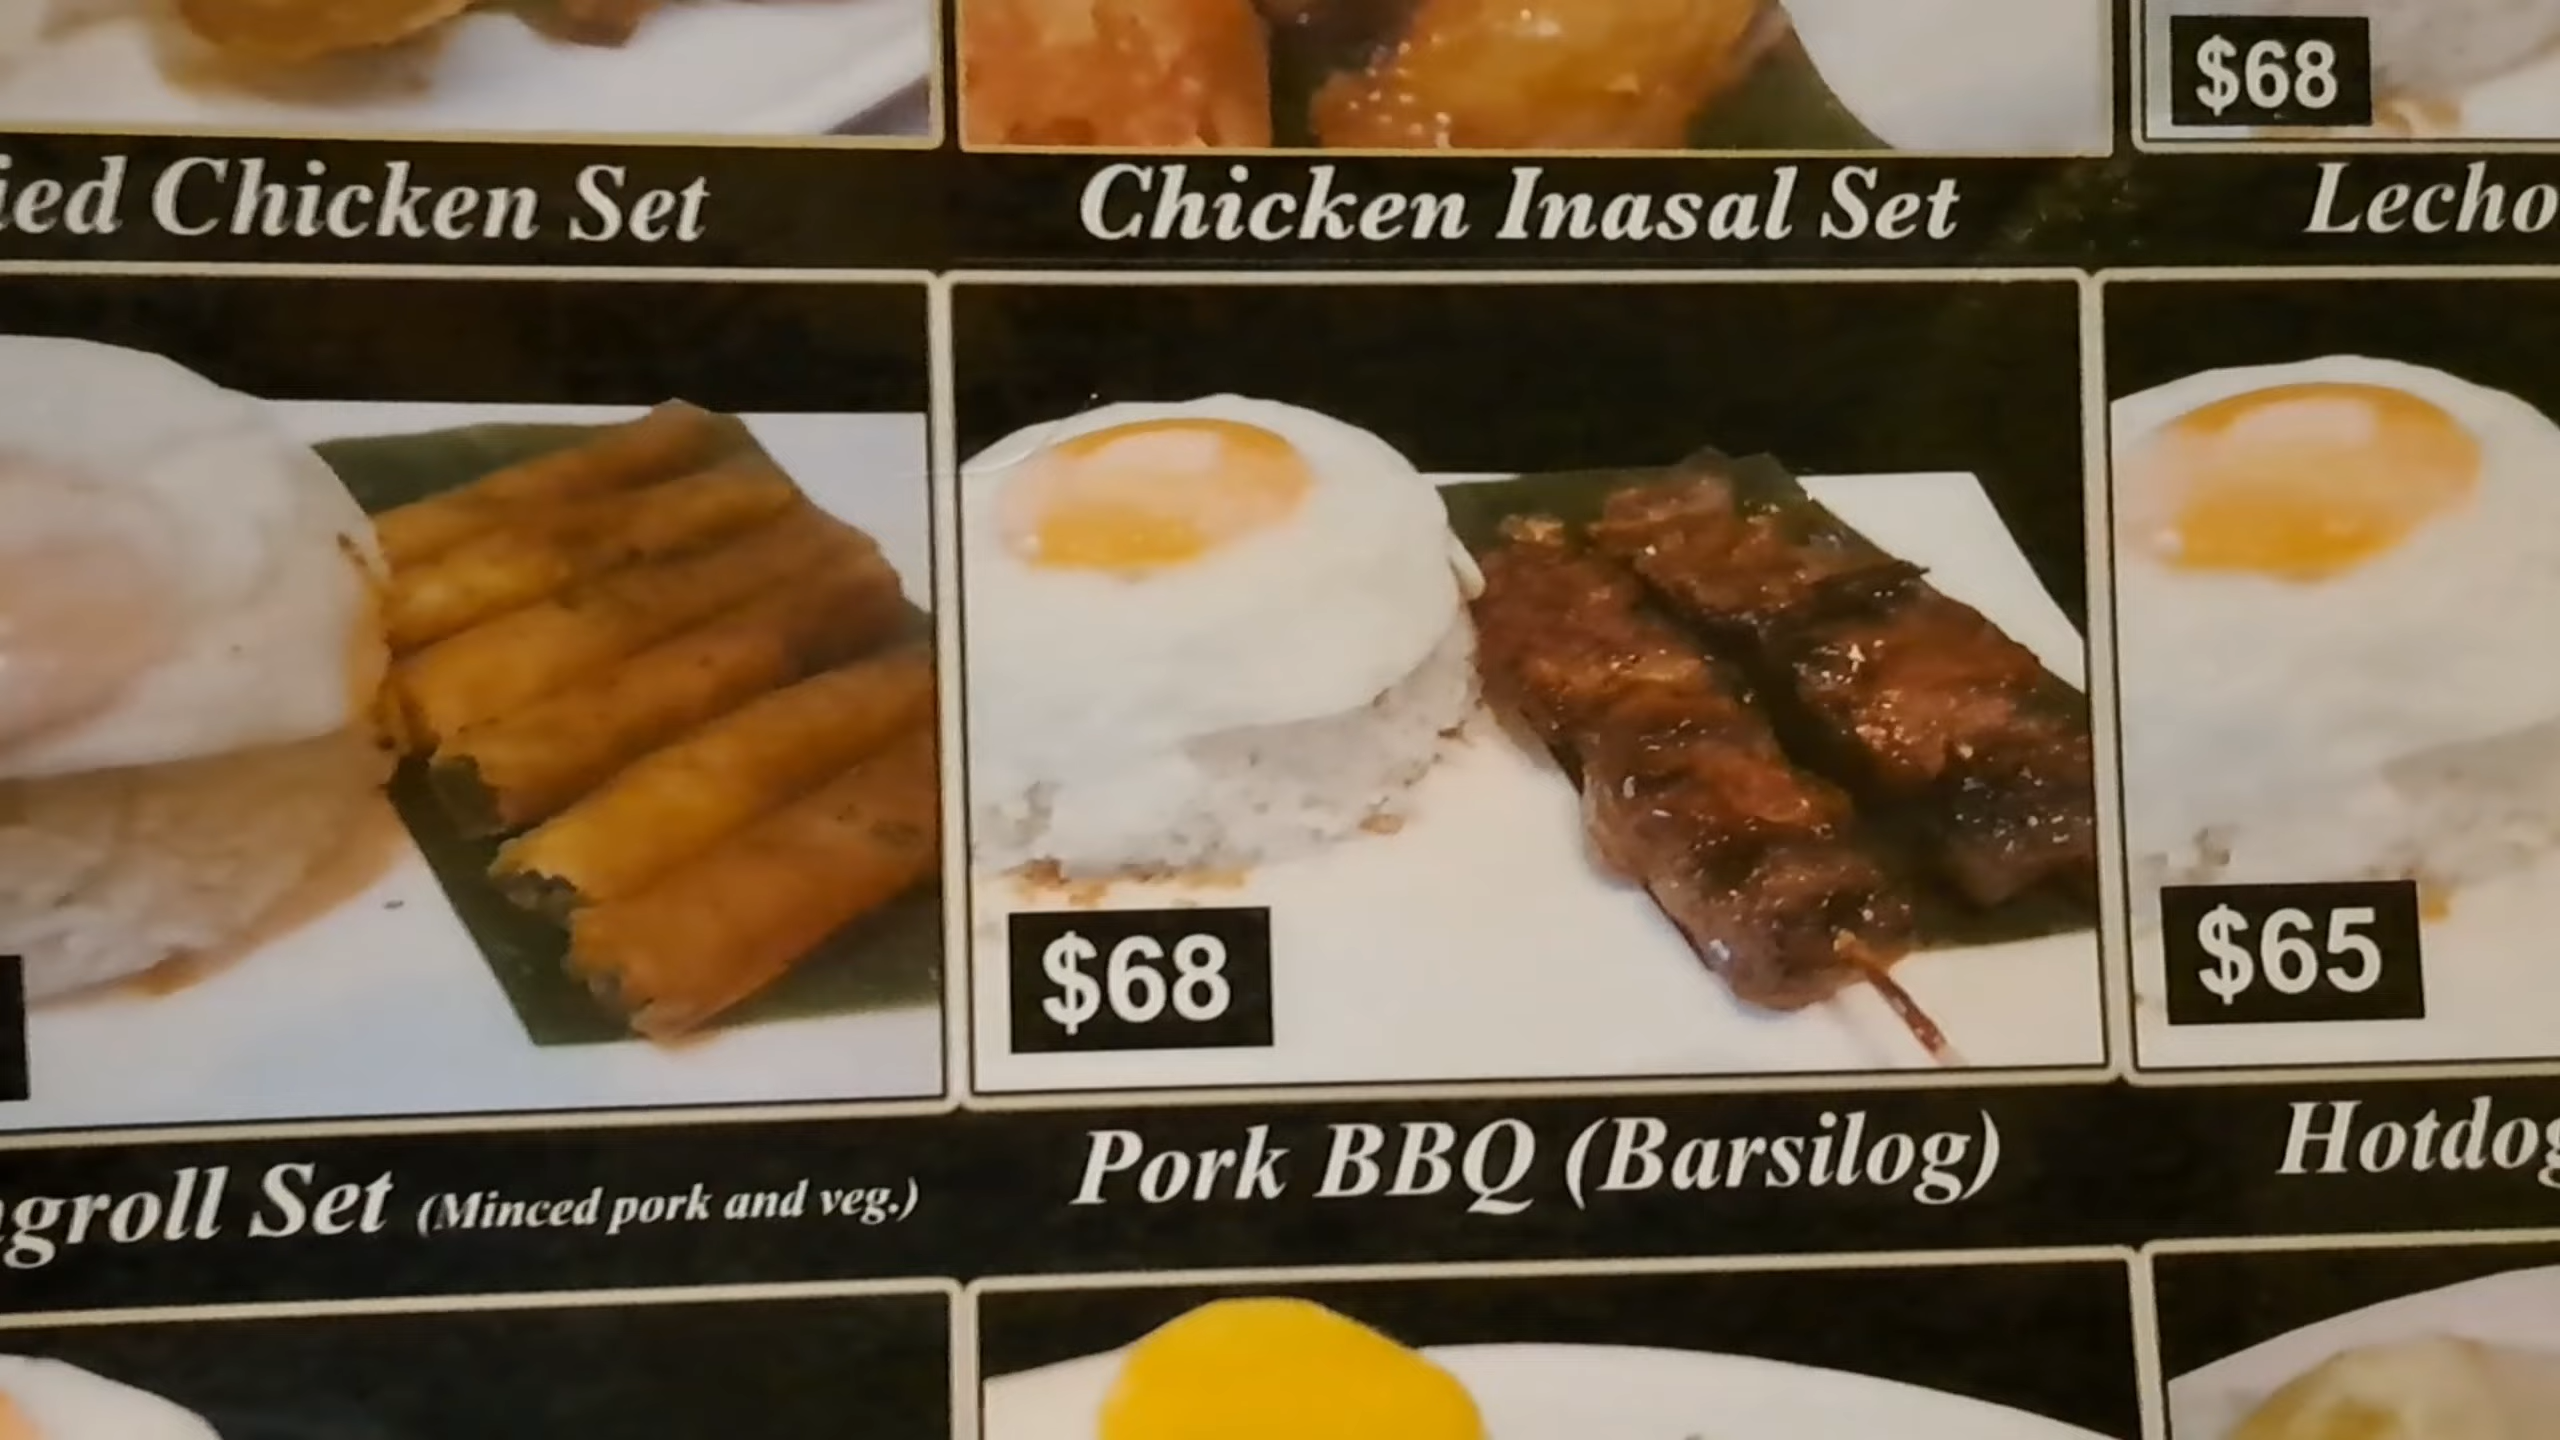 $68
ied Chicken Set
Chicken Inasal Set
Lecho
$68
$65
groll Set (Minced pork and veg.)
Pork BBQ (Barsilog)
Hotdog